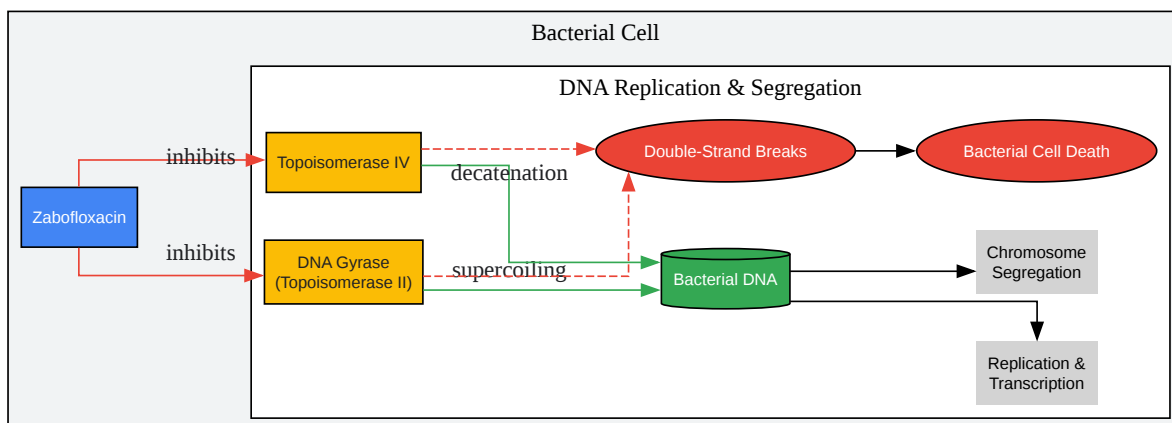 Bacterial Cell
DNA Replication & Segregation
inhibits
Topoisomerase IV
decatenation
Double-Strand Breaks
Bacterial Cell Death
Zabofloxacin
inhibits
DNA Gyrase
(Topoisomerase II)
supercoiling
Bacterial DNA
Chromosome
Segregation
Replication &
Transcription